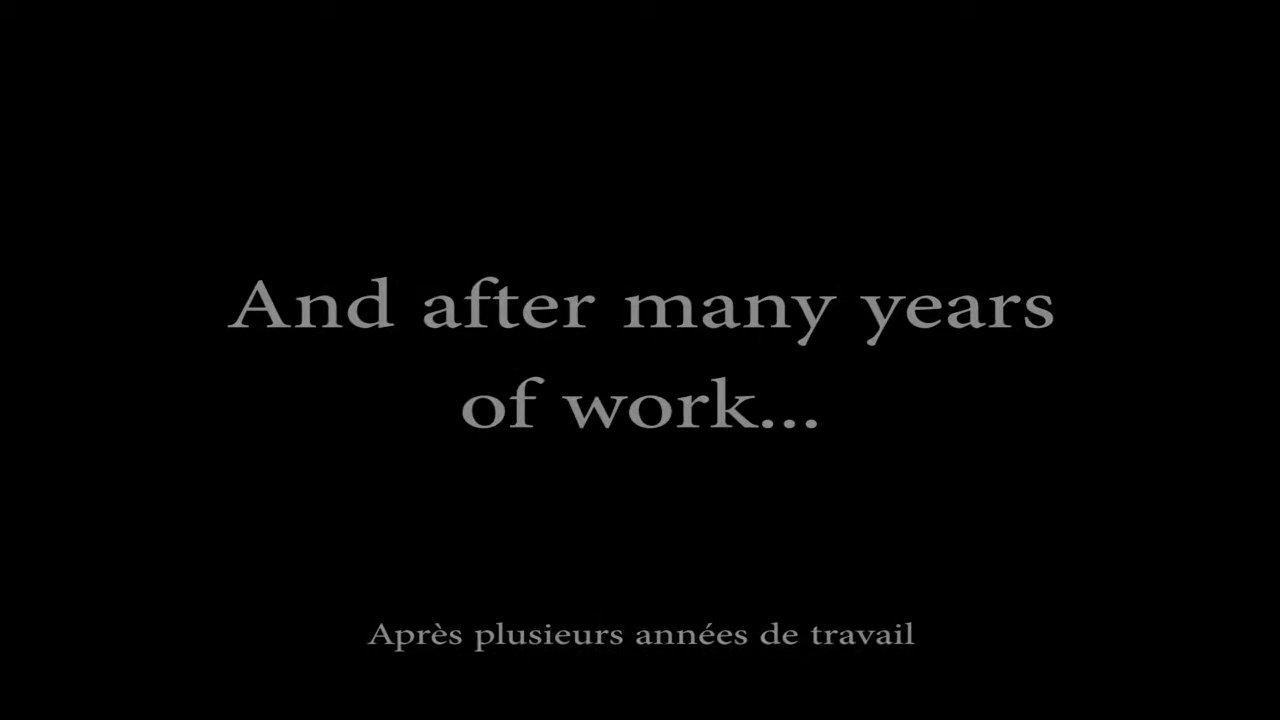 And after many years
of work...
Après plusieurs années de travail